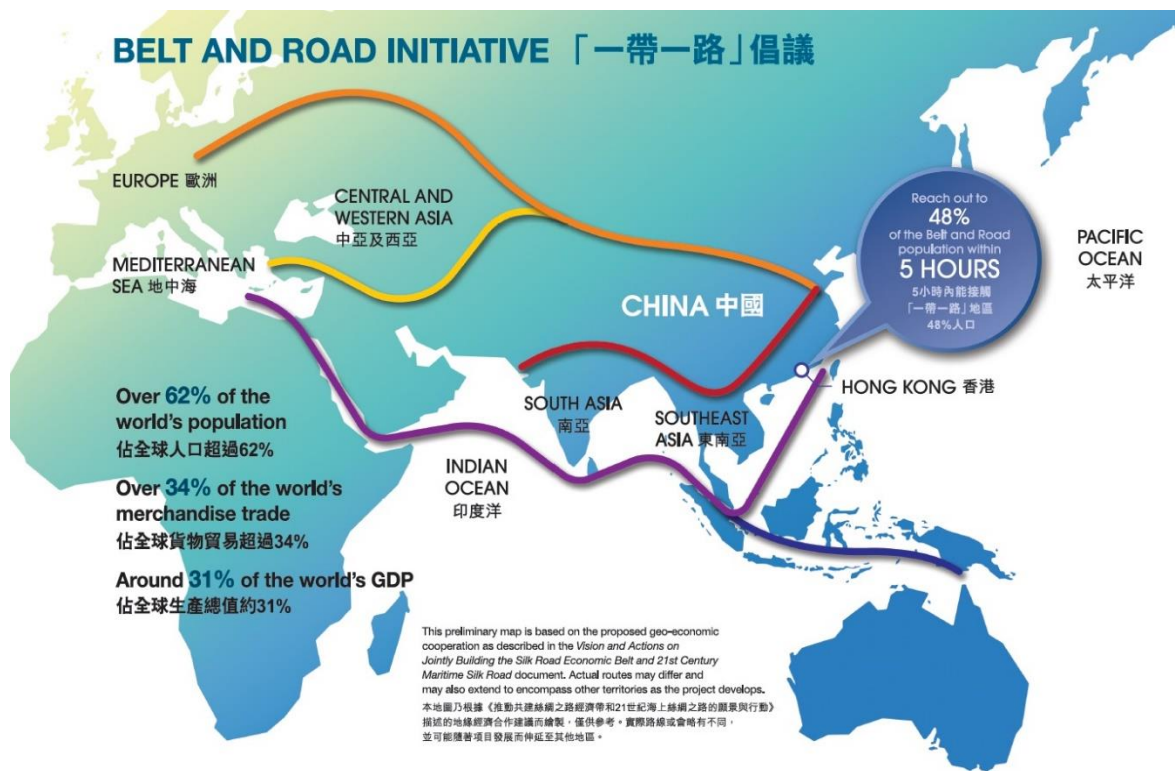 BELT AND ROAD INITIATIVE 「一帶一路」倡議
EUROPE 歐洲
CENTRAL AND
WESTERN ASIA
中亞及西亞
MEDITERRANEAN
SEA 地中海
CHINA 中國
Reach out to
48%
of the Belt and Road
population within
5 HOURS
5小時內能接觸
「一帶一路」地區
48%人口
PACIFIC
OCEAN
太平洋
HONG KONG 香港
SOUTH ASIA
南亞
SOUTHEAST
ASIA 東南亞
INDIAN
OCEAN
印度洋
Over 62% of the
world's population
佔全球人口超過62%
Over 34% of the world's
merchandise trade
佔全球貨物貿易超過34%
Around 31% of the world's GDP
佔全球生產總值約31%
This preliminary map is based on the proposed geo-economic
cooperation as described in the Vision and Actions on
Jointly Building the Silk Road Economic Belt and 21st Century
Maritime Silk Road document. Actual routes may differ and
may also extend to encompass other territories as the project develops.
本地圖乃根據《推動共建絲綢之路經濟帶和21世紀海上絲綢之路的願景與行動》
描述的地緣經濟合作建議而繪製，僅供參考。實際路線或會略有不同，
並可能隨著項目發展而伸延至其他地區。